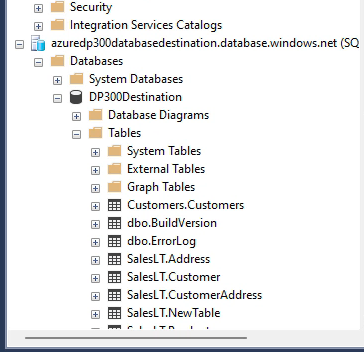 Security
Integration Services Catalogs
azuredp300databasedestination.database.windows.net (SQ
Databases
System Databases
DP300Destination
Database Diagrams
Tables
System Tables
External Tables
Graph Tables
Customers.Customers
dbo.BuildVersion
dbo.ErrorLog
SalesLT.Address
SalesLT.Customer
SalesLT.CustomerAddress
SalesLT.NewTable